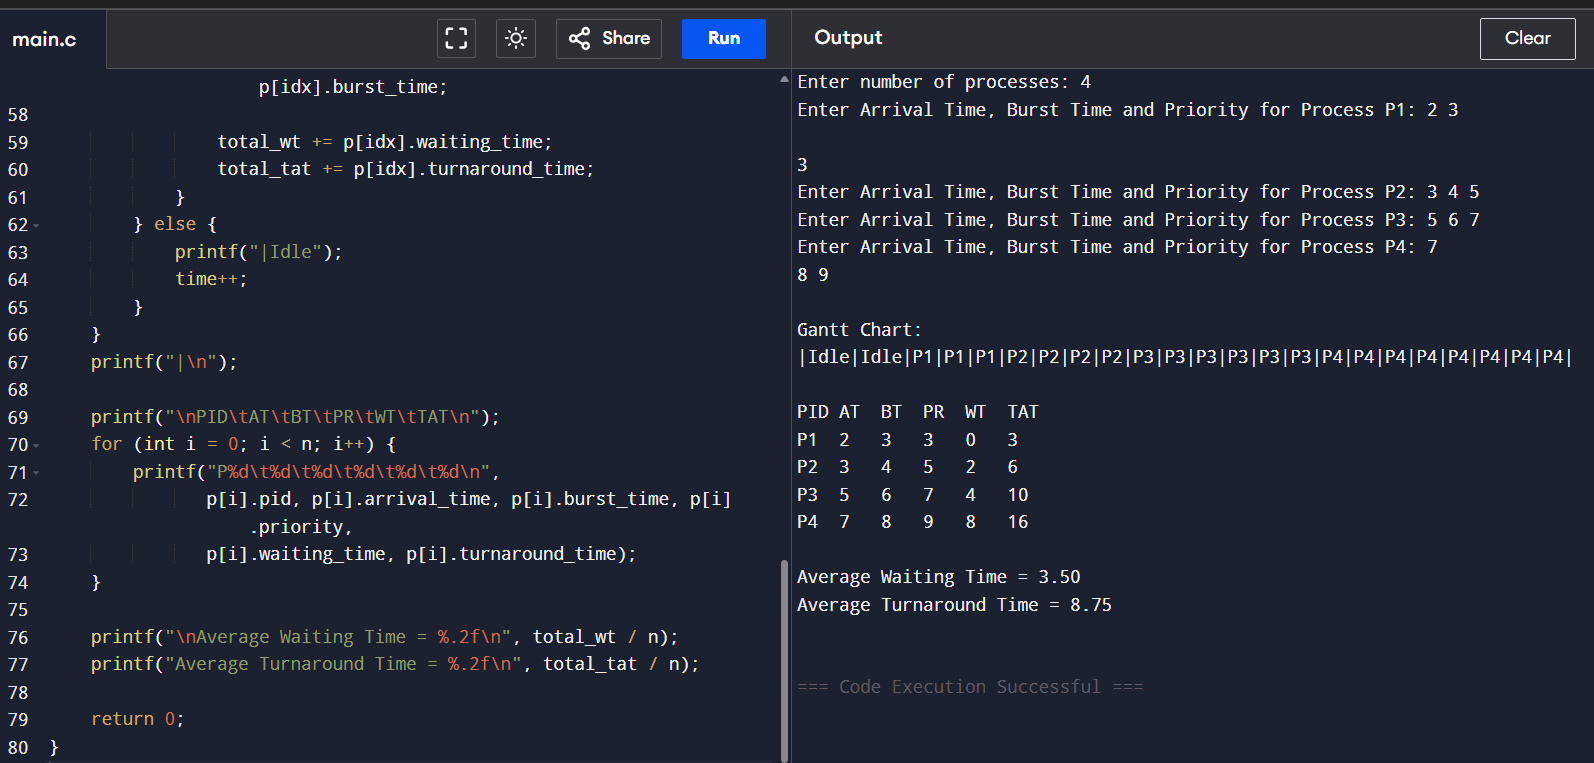 main.c
Share
Run
Output
Clear
p[idx].burst_time;
58
59 total_wt += p[idx].waiting_time;
60 total_tat += p[idx].turnaround_time;
61 }
62 } else {
63 printf("|Idle");
64 time++;
65 }
66 }
67 printf("|\n");
68
69 printf("\nPID\tAT\tBT\tPR\tWT\tTAT\n");
70 for (int i = 0; i < n; i++) {
71 printf("P%d\t%d\t%d\t%d\t%d\t%d\n",
72 p[i].pid, p[i].arrival_time, p[i].burst_time, p[i]
.priority,
73 p[i].waiting_time, p[i].turnaround_time);
74 }
75
76 printf("\nAverage Waiting Time = %.2f\n", total_wt / n);
77 printf("Average Turnaround Time = %.2f\n", total_tat / n);
78
79 return 0;
80 }
Enter number of processes: 4
Enter Arrival Time, Burst Time and Priority for Process P1: 2 3
3
Enter Arrival Time, Burst Time and Priority for Process P2: 3 4 5
Enter Arrival Time, Burst Time and Priority for Process P3: 5 6 7
Enter Arrival Time, Burst Time and Priority for Process P4: 7
8 9
Gantt Chart:
|Idle|Idle|P1|P1|P1|P2|P2|P2|P2|P3|P3|P3|P3|P3|P3|P4|P4|P4|P4|P4|P4|P4|P4|
PID AT BT PR WT TAT
P1 2 3 3 0 3
P2 3 4 5 2 6
P3 5 6 7 4 10
P4 7 8 9 8 16
Average Waiting Time = 3.50
Average Turnaround Time = 8.75
=== Code Execution Successful ===